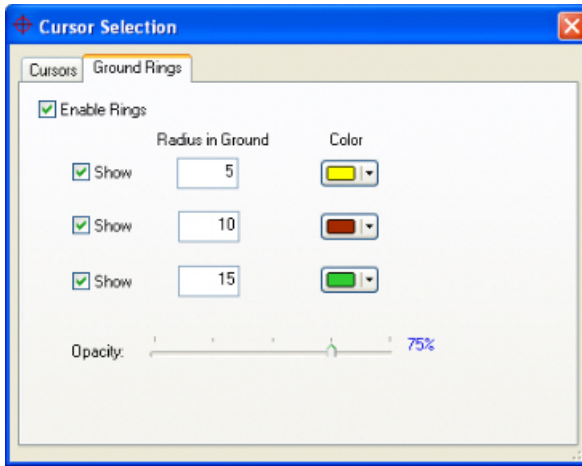 Cursor Selection
Cursors Ground Rings
Enable Rings
Radius in Ground Color
Show 5
Show 10
Show 15
Opacity: 75%